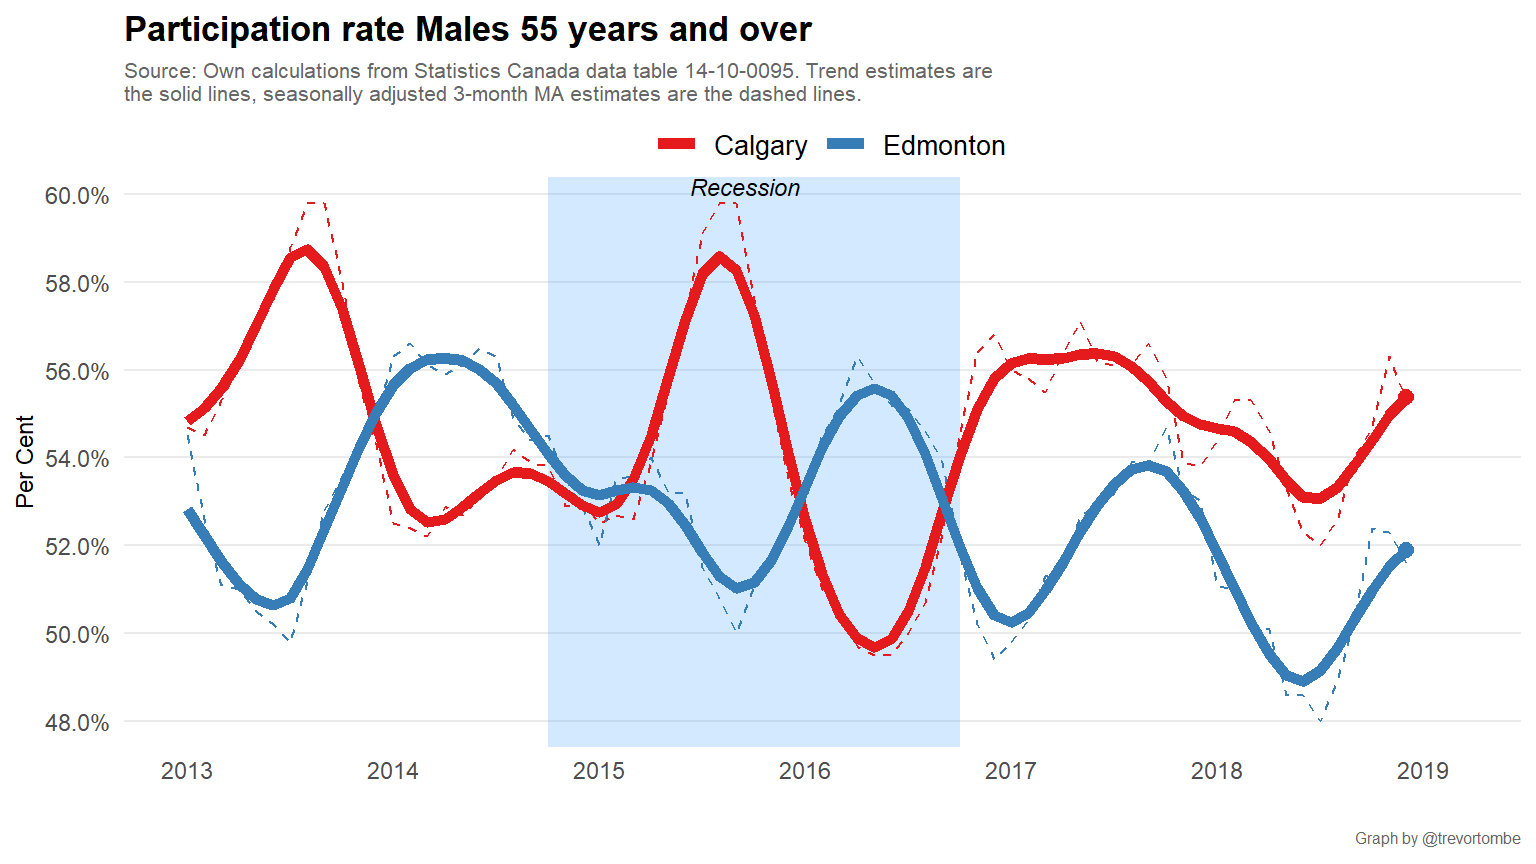 Participation rate Males 55 years and over
Source: Own calculations from Statistics Canada data table 14-10-0095. Trend estimates are
the solid lines, seasonally adjusted 3-month MA estimates are the dashed lines.
Calgary Edmonton
Recession
60.0%
58.0%
56.0%
54.0%
52.0%
50.0%
48.0%
Per Cent
2013 2014 2015 2016 2017 2018 2019
Graph by @trevortombe